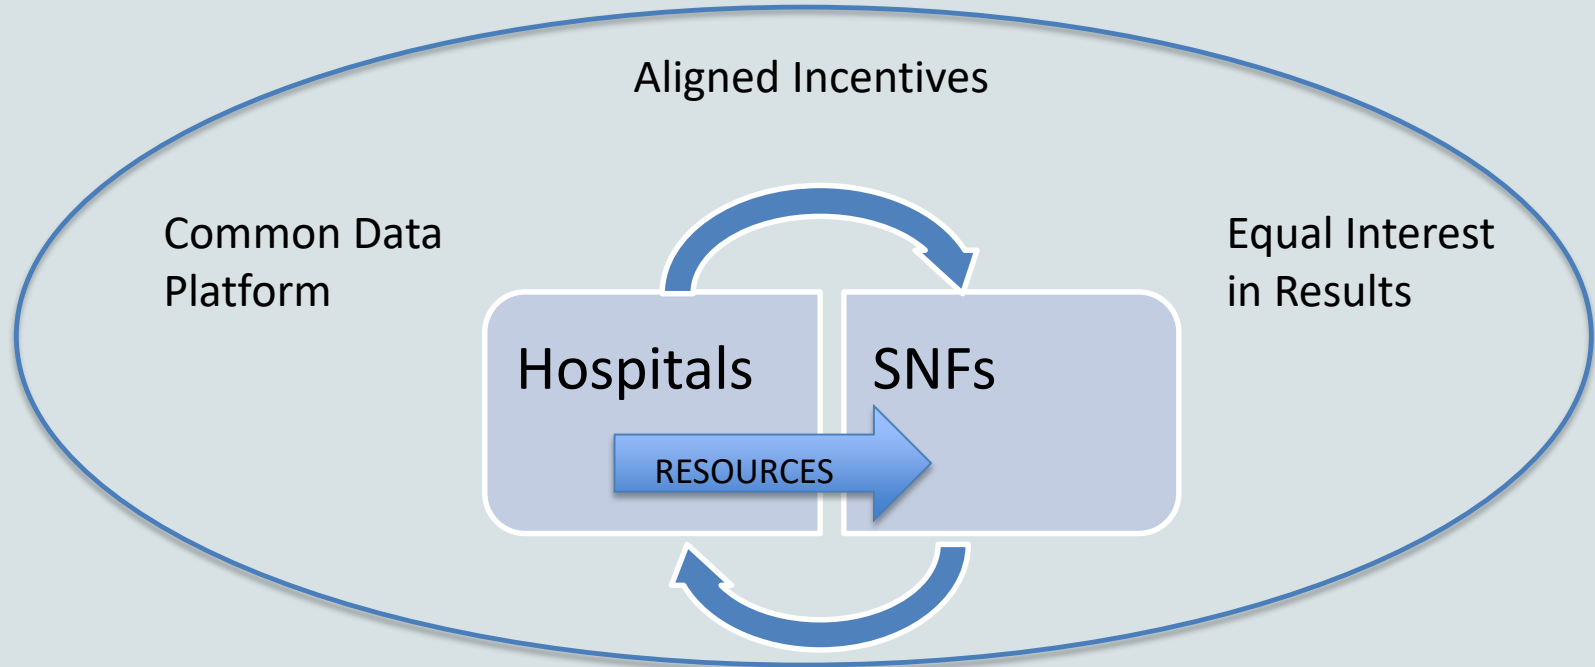 Aligned Incentives
Common Data
Platform
Equal Interest
in Results
Hospitals
SNFs
RESOURCES